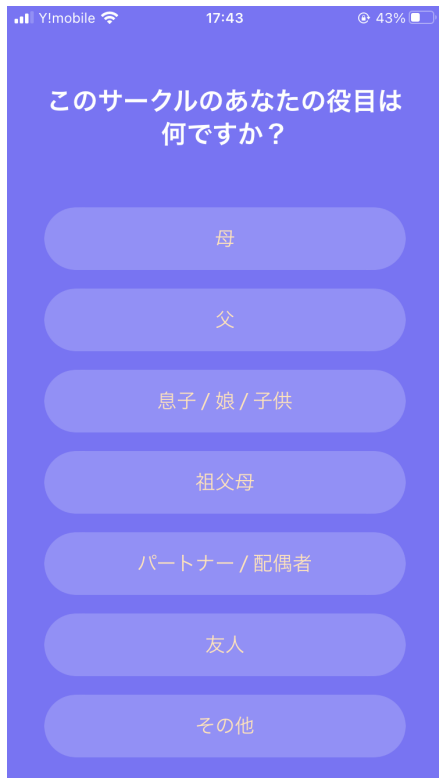 Y!mobile 17:43 43%
このサークルのあなたの役目は
何ですか？
母
父
息子 / 娘 / 子供
祖父母
パートナー / 配偶者
友人
その他